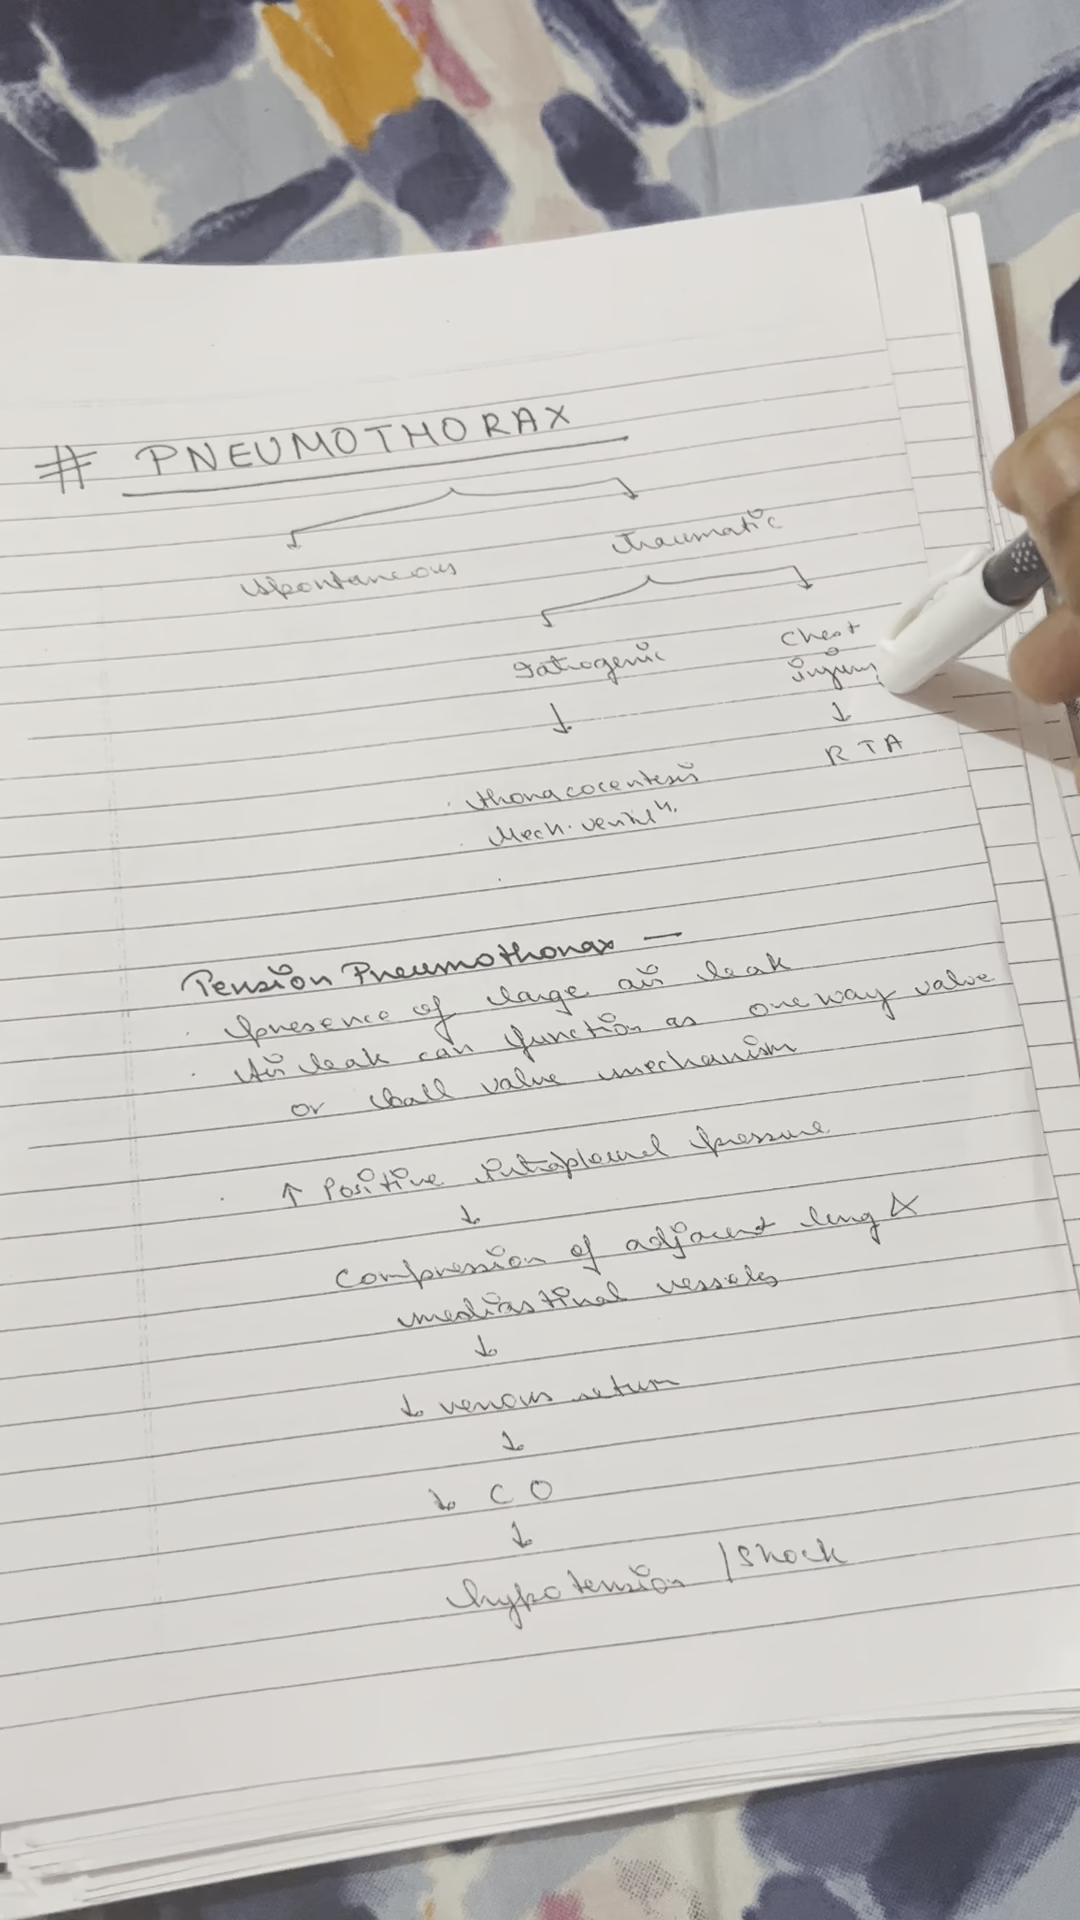 # PNEUMOTHORAX
Spontaneous
traumatic
Iatrogenic
Chest
injury
↓
↓
RTA
· thoracocentesis
· Mech. ventilⁿ.
Tension Pneumothorax —
· presence of large air leak
· Air leak can function as one way valve
or ball valve mechanism
· ↑ Positive intrapleural pressure
↓
Compression of adjacent lung &
mediastinal vessels
↓
↓ venous return
↓
↓ CO
↓
hypotension / Shock